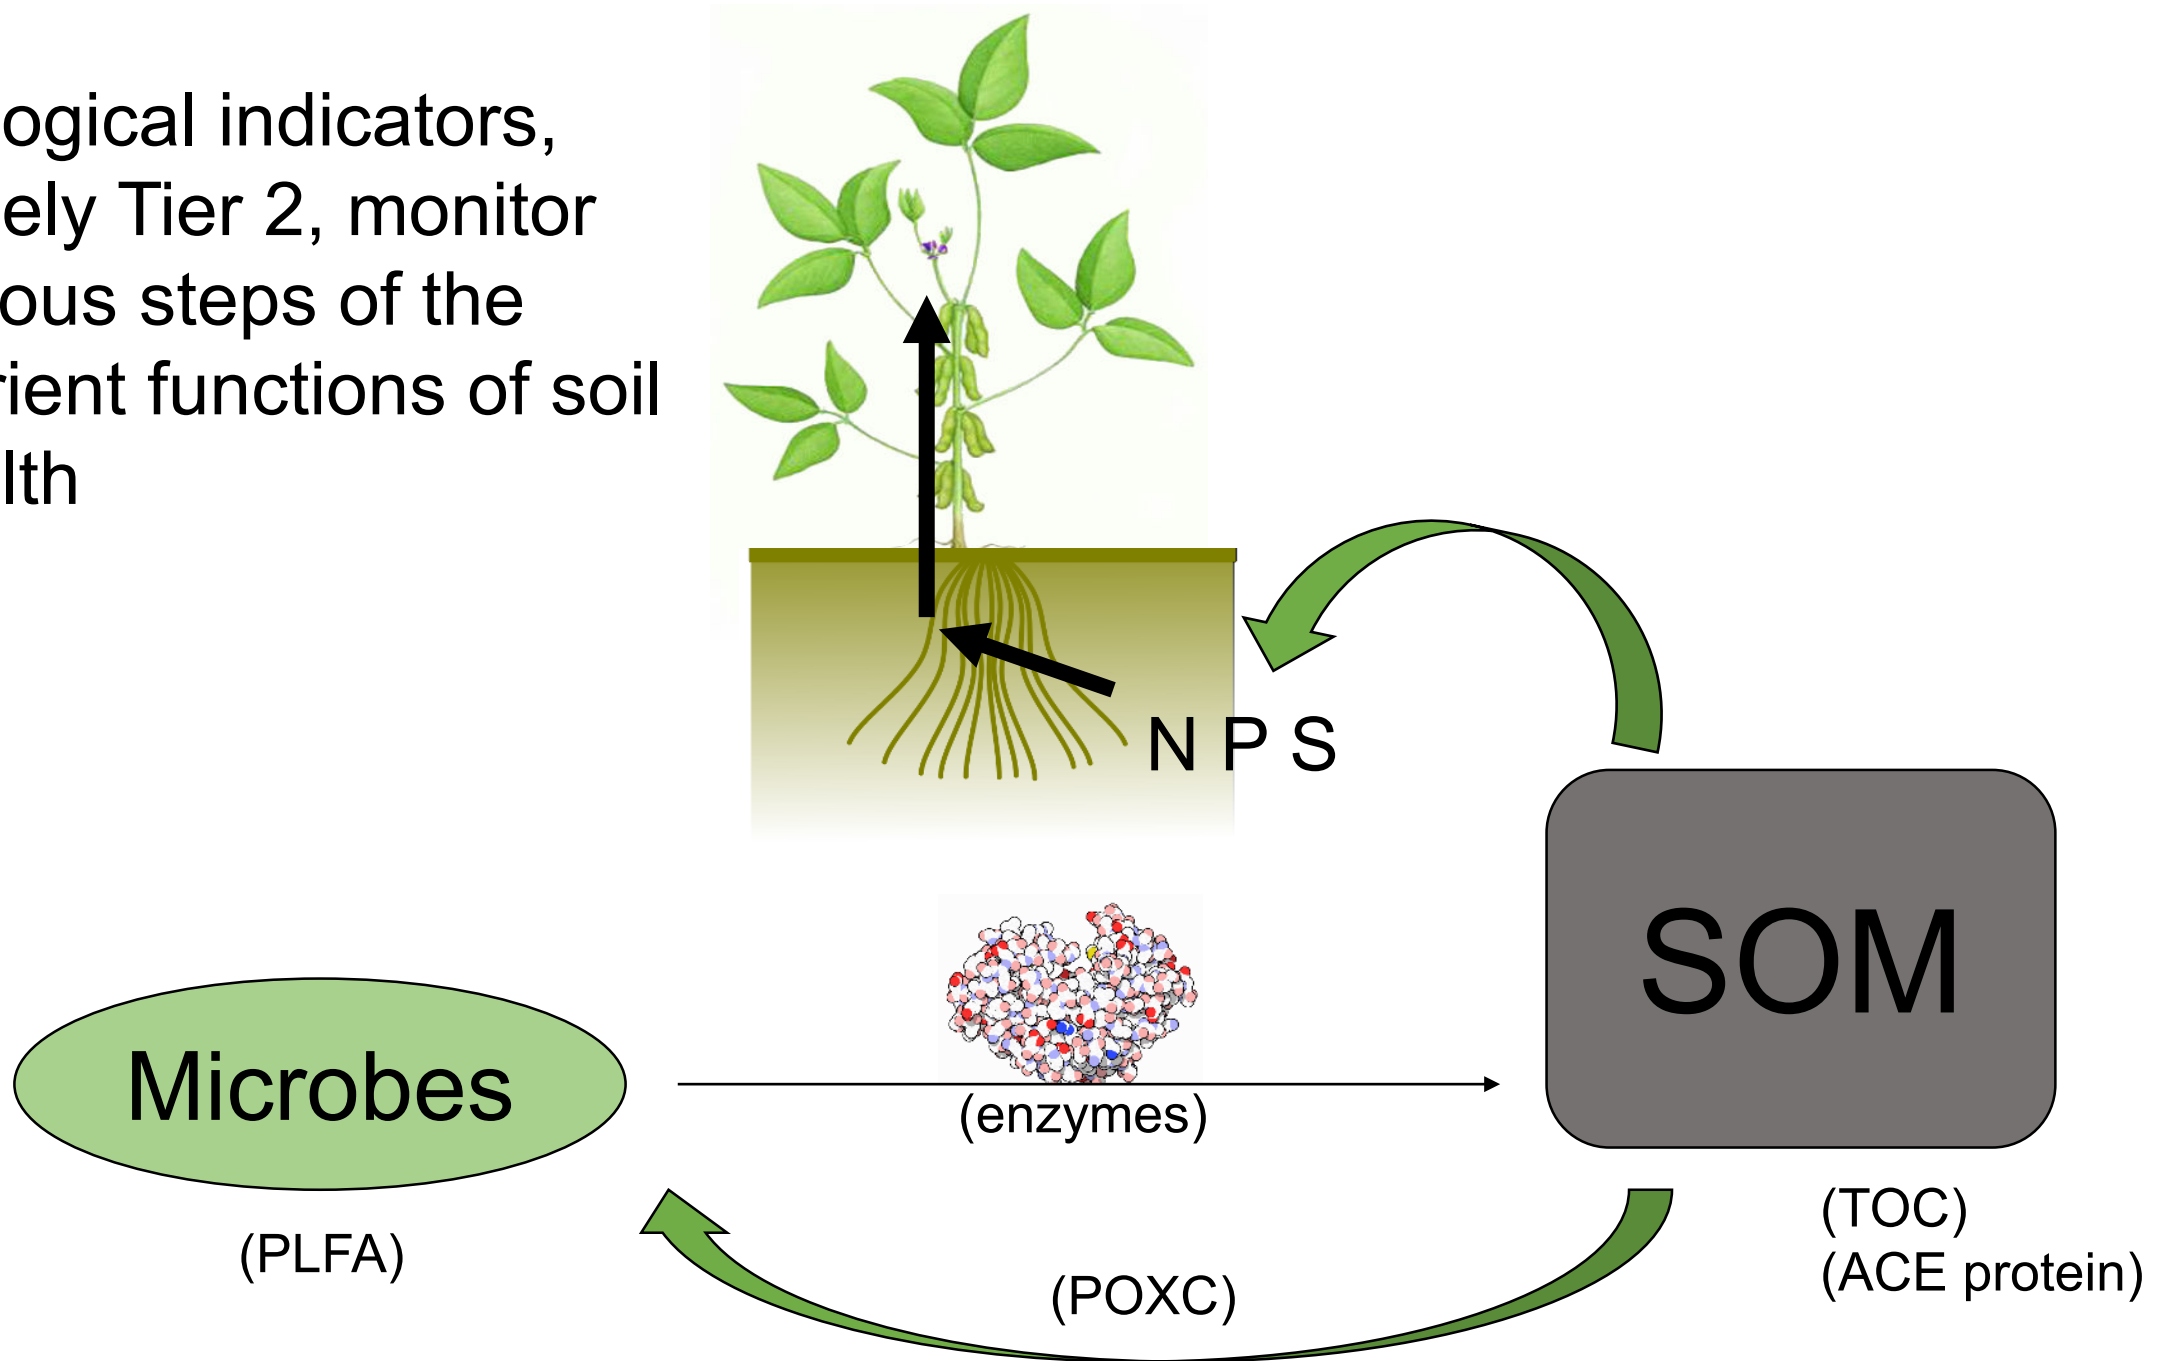 ogical indicators,
ely Tier 2, monitor
ous steps of the
rient functions of soil
lth
N P S
SOM
Microbes
(enzymes)
(PLFA)
(POXC)
(TOC)
(ACE protein)